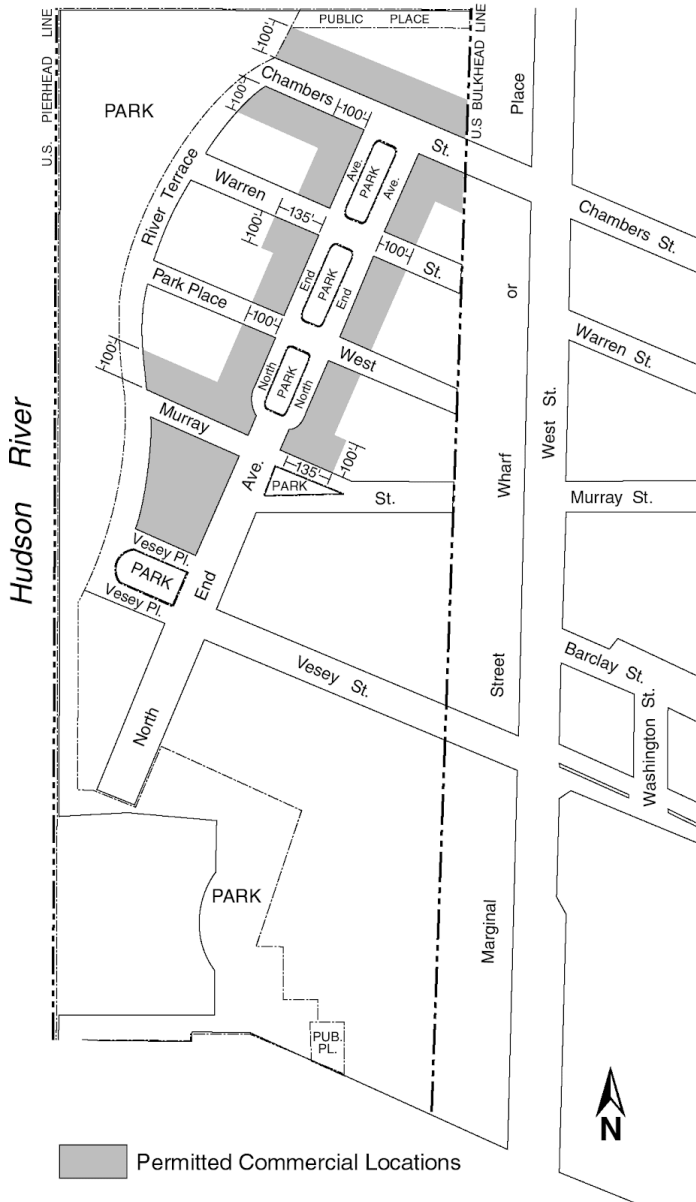 U.S. PIERHEAD LINE
PUBLIC PLACE
U.S BULKHEAD LINE
Place
PARK
100'
Chambers
St.
100'
100'
Ave.
PARK
Ave.
River Terrace
Warren
135'
100'
100'
St.
Chambers St.
End
PARK
End
or
Park Place
100'
West
Warren St.
North
PARK
North
100'
Murray
Ave.
135'
100'
PARK
St.
Wharf
West St.
Murray St.
Hudson River
Vesey Pl.
PARK
Vesey Pl.
End
Vesey St.
Street
Barclay St.
Washington St.
North
PARK
Marginal
PUB.
PL.
N
Permitted Commercial Locations